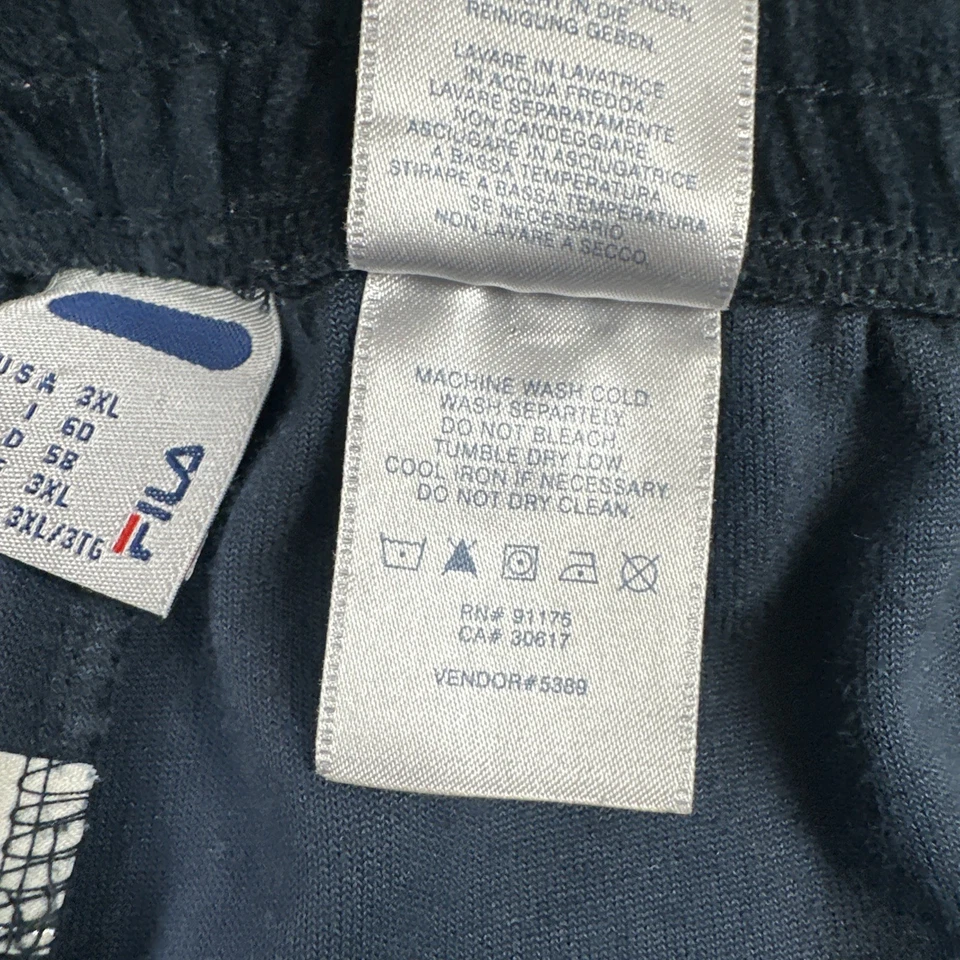 IN DIE
REINIGUNG GEBEN.
LAVARE IN LAVATRICE
IN ACQUA FREDDA.
LAVARE SEPARATAMENTE
NON CANDEGGIARE
ASCIUGARE IN ASCIUGATRICE
A BASSA TEMPERATURA
STIRARE A BASSA TEMPERATURA
SE NECESSARIO
NON LAVARE A SECCO.
USA 3XL
I 60
D 58
3XL
3XL/3TG
FILA
MACHINE WASH COLD.
WASH SEPARTELY.
DO NOT BLEACH.
TUMBLE DRY LOW.
COOL IRON IF NECESSARY.
DO NOT DRY CLEAN.
RN# 91175
CA# 30617
VENDOR#5389